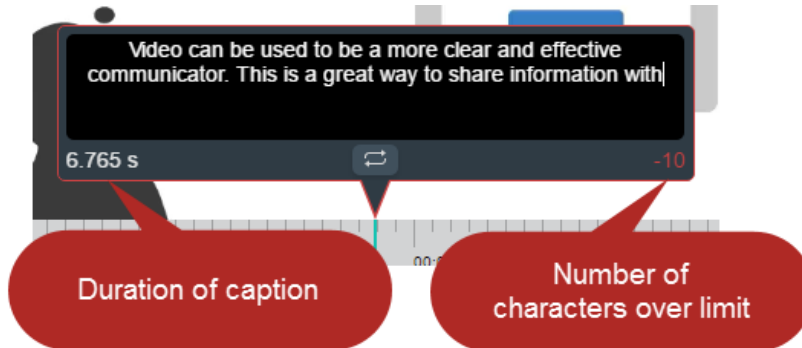 Video can be used to be a more clear and effective
communicator. This is a great way to share information with
6.765 s
-10
Duration of caption
Number of
characters over limit